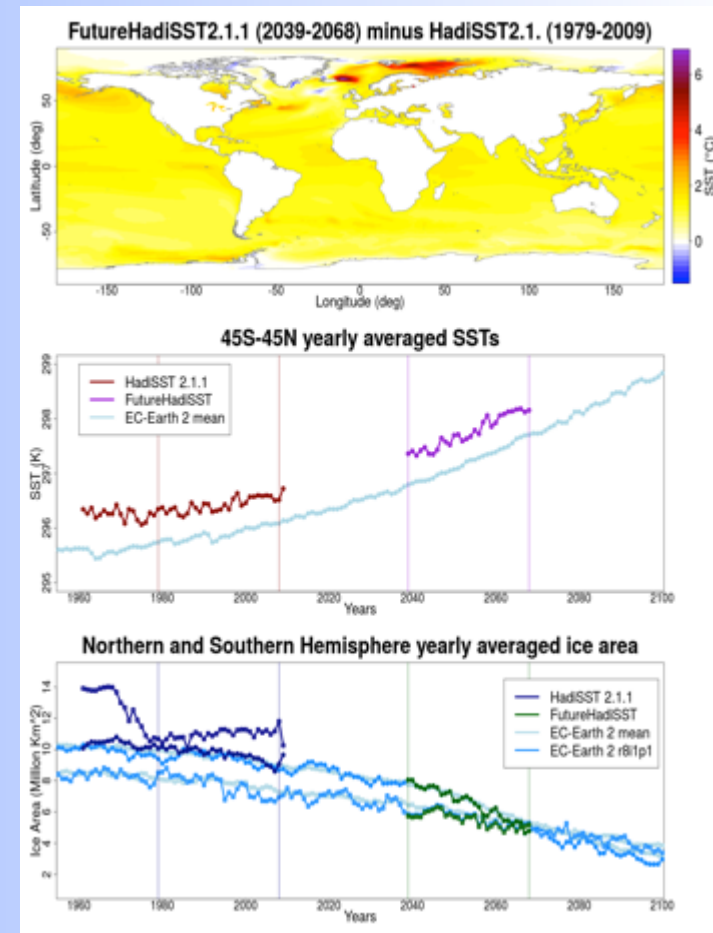 FutureHadiSST2.1.1 (2039-2068) minus HadiSST2.1. (1979-2009)
Latitude (deg)
50
0
-50
-150
-100
-50
0
50
100
150
Longitude (deg)
6
4
2
0
SST (°C)
45S-45N yearly averaged SSTs
HadiSST 2.1.1
FutureHadiSST
EC-Earth 2 mean
SST (K)
299
298
297
296
295
1960
1980
2000
2020
2040
2060
2080
2100
Years
Northern and Southern Hemisphere yearly averaged ice area
HadiSST 2.1.1
FutureHadiSST
EC-Earth 2 mean
EC-Earth 2 r8i1p1
Ice Area (Million Km^2)
14
12
10
8
6
4
2
1960
1980
2000
2020
2040
2060
2080
2100
Years